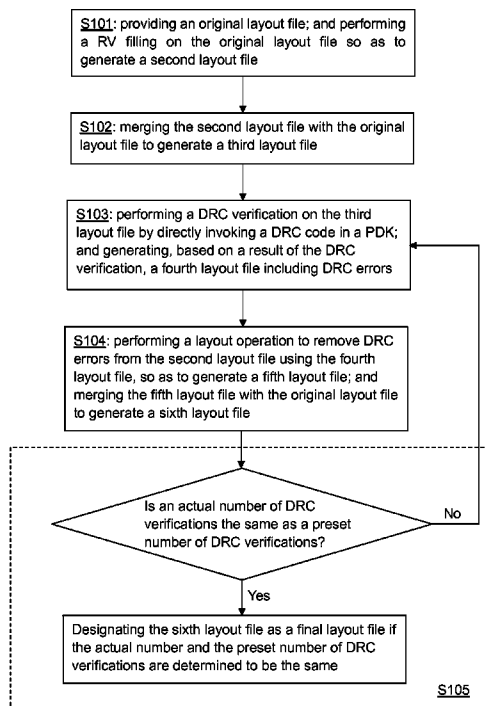 S101: providing an original layout file; and performing
a RV filling on the original layout file so as to
generate a second layout file
S102: merging the second layout file with the original
layout file to generate a third layout file
S103: performing a DRC verification on the third
layout file by directly invoking a DRC code in a PDK;
and generating, based on a result of the DRC
verification, a fourth layout file including DRC errors
S104: performing a layout operation to remove DRC
errors from the second layout file using the fourth
layout file, so as to generate a fifth layout file; and
merging the fifth layout file with the original layout file
to generate a sixth layout file
Is an actual number of DRC
verifications the same as a preset
number of DRC verifications?
No
Yes
Designating the sixth layout file as a final layout file if
the actual number and the preset number of DRC
verifications are determined to be the same
S105